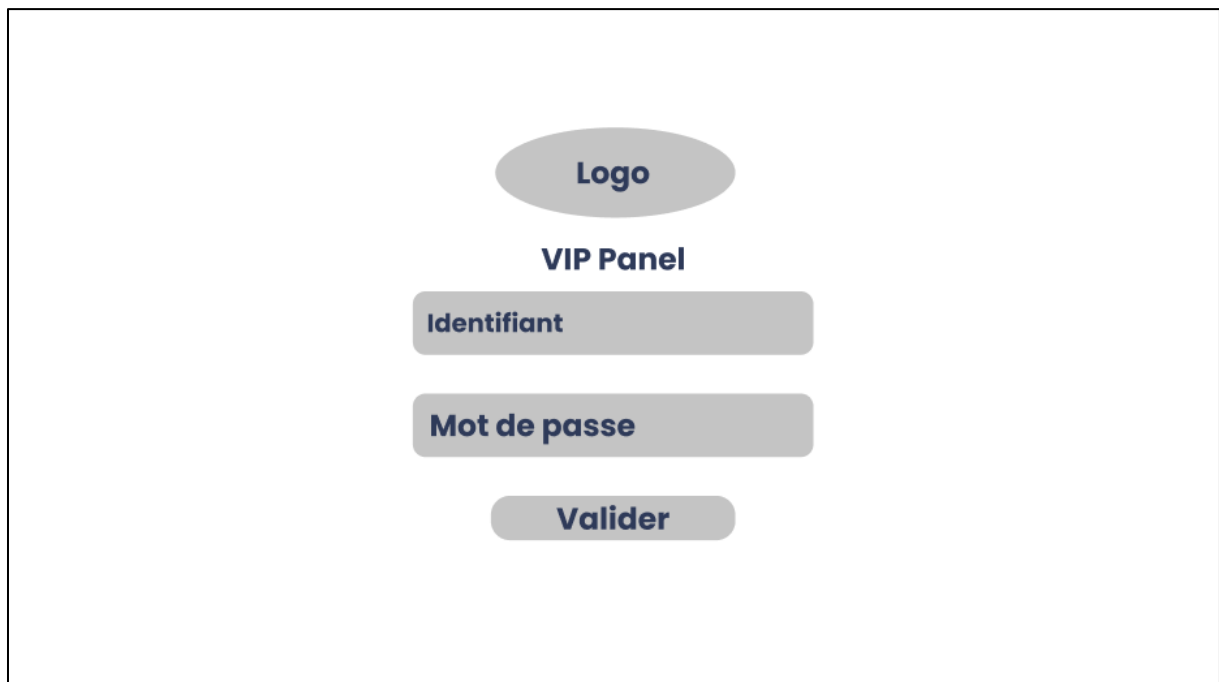 Logo
VIP Panel
Identifiant
Mot de passe
Valider